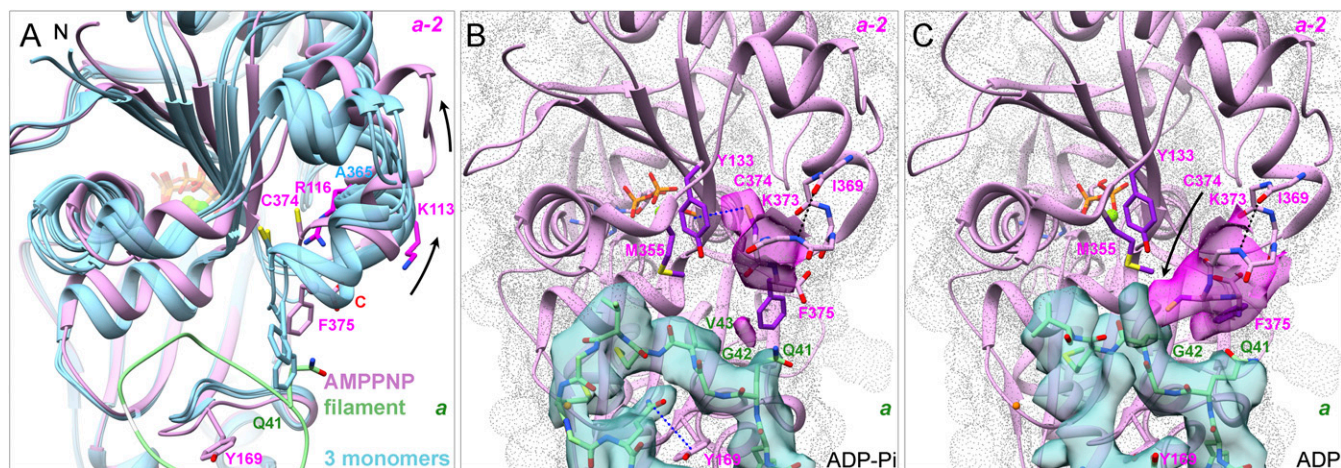 A
N
a-2
A365
R116
C374
K113
C
F375
AMPPNP
filament
Q41
a
Y169
3 monomers
B
a-2
Y133
C374
K373
I369
M355
F375
V43
G42
Q41
a
Y169
ADP-Pi
C
a-2
Y133
C374
K373
I369
M355
F375
G42
Q41
a
Y169
ADP